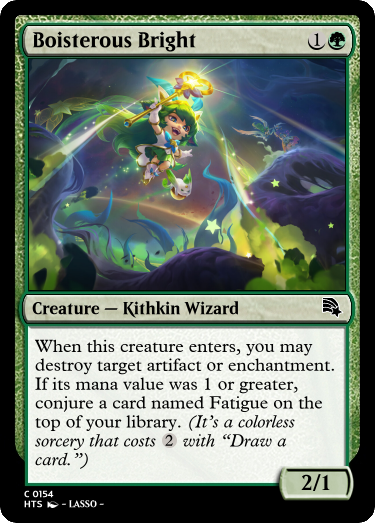 Boisterous Bright 1
Creature — Kithkin Wizard
When this creature enters, you may
destroy target artifact or enchantment.
If its mana value was 1 or greater,
conjure a card named Fatigue on the
top of your library. (It's a colorless
sorcery that costs 2 with “Draw a
card.”)
2/1
C 0154
HTS – LASSO –